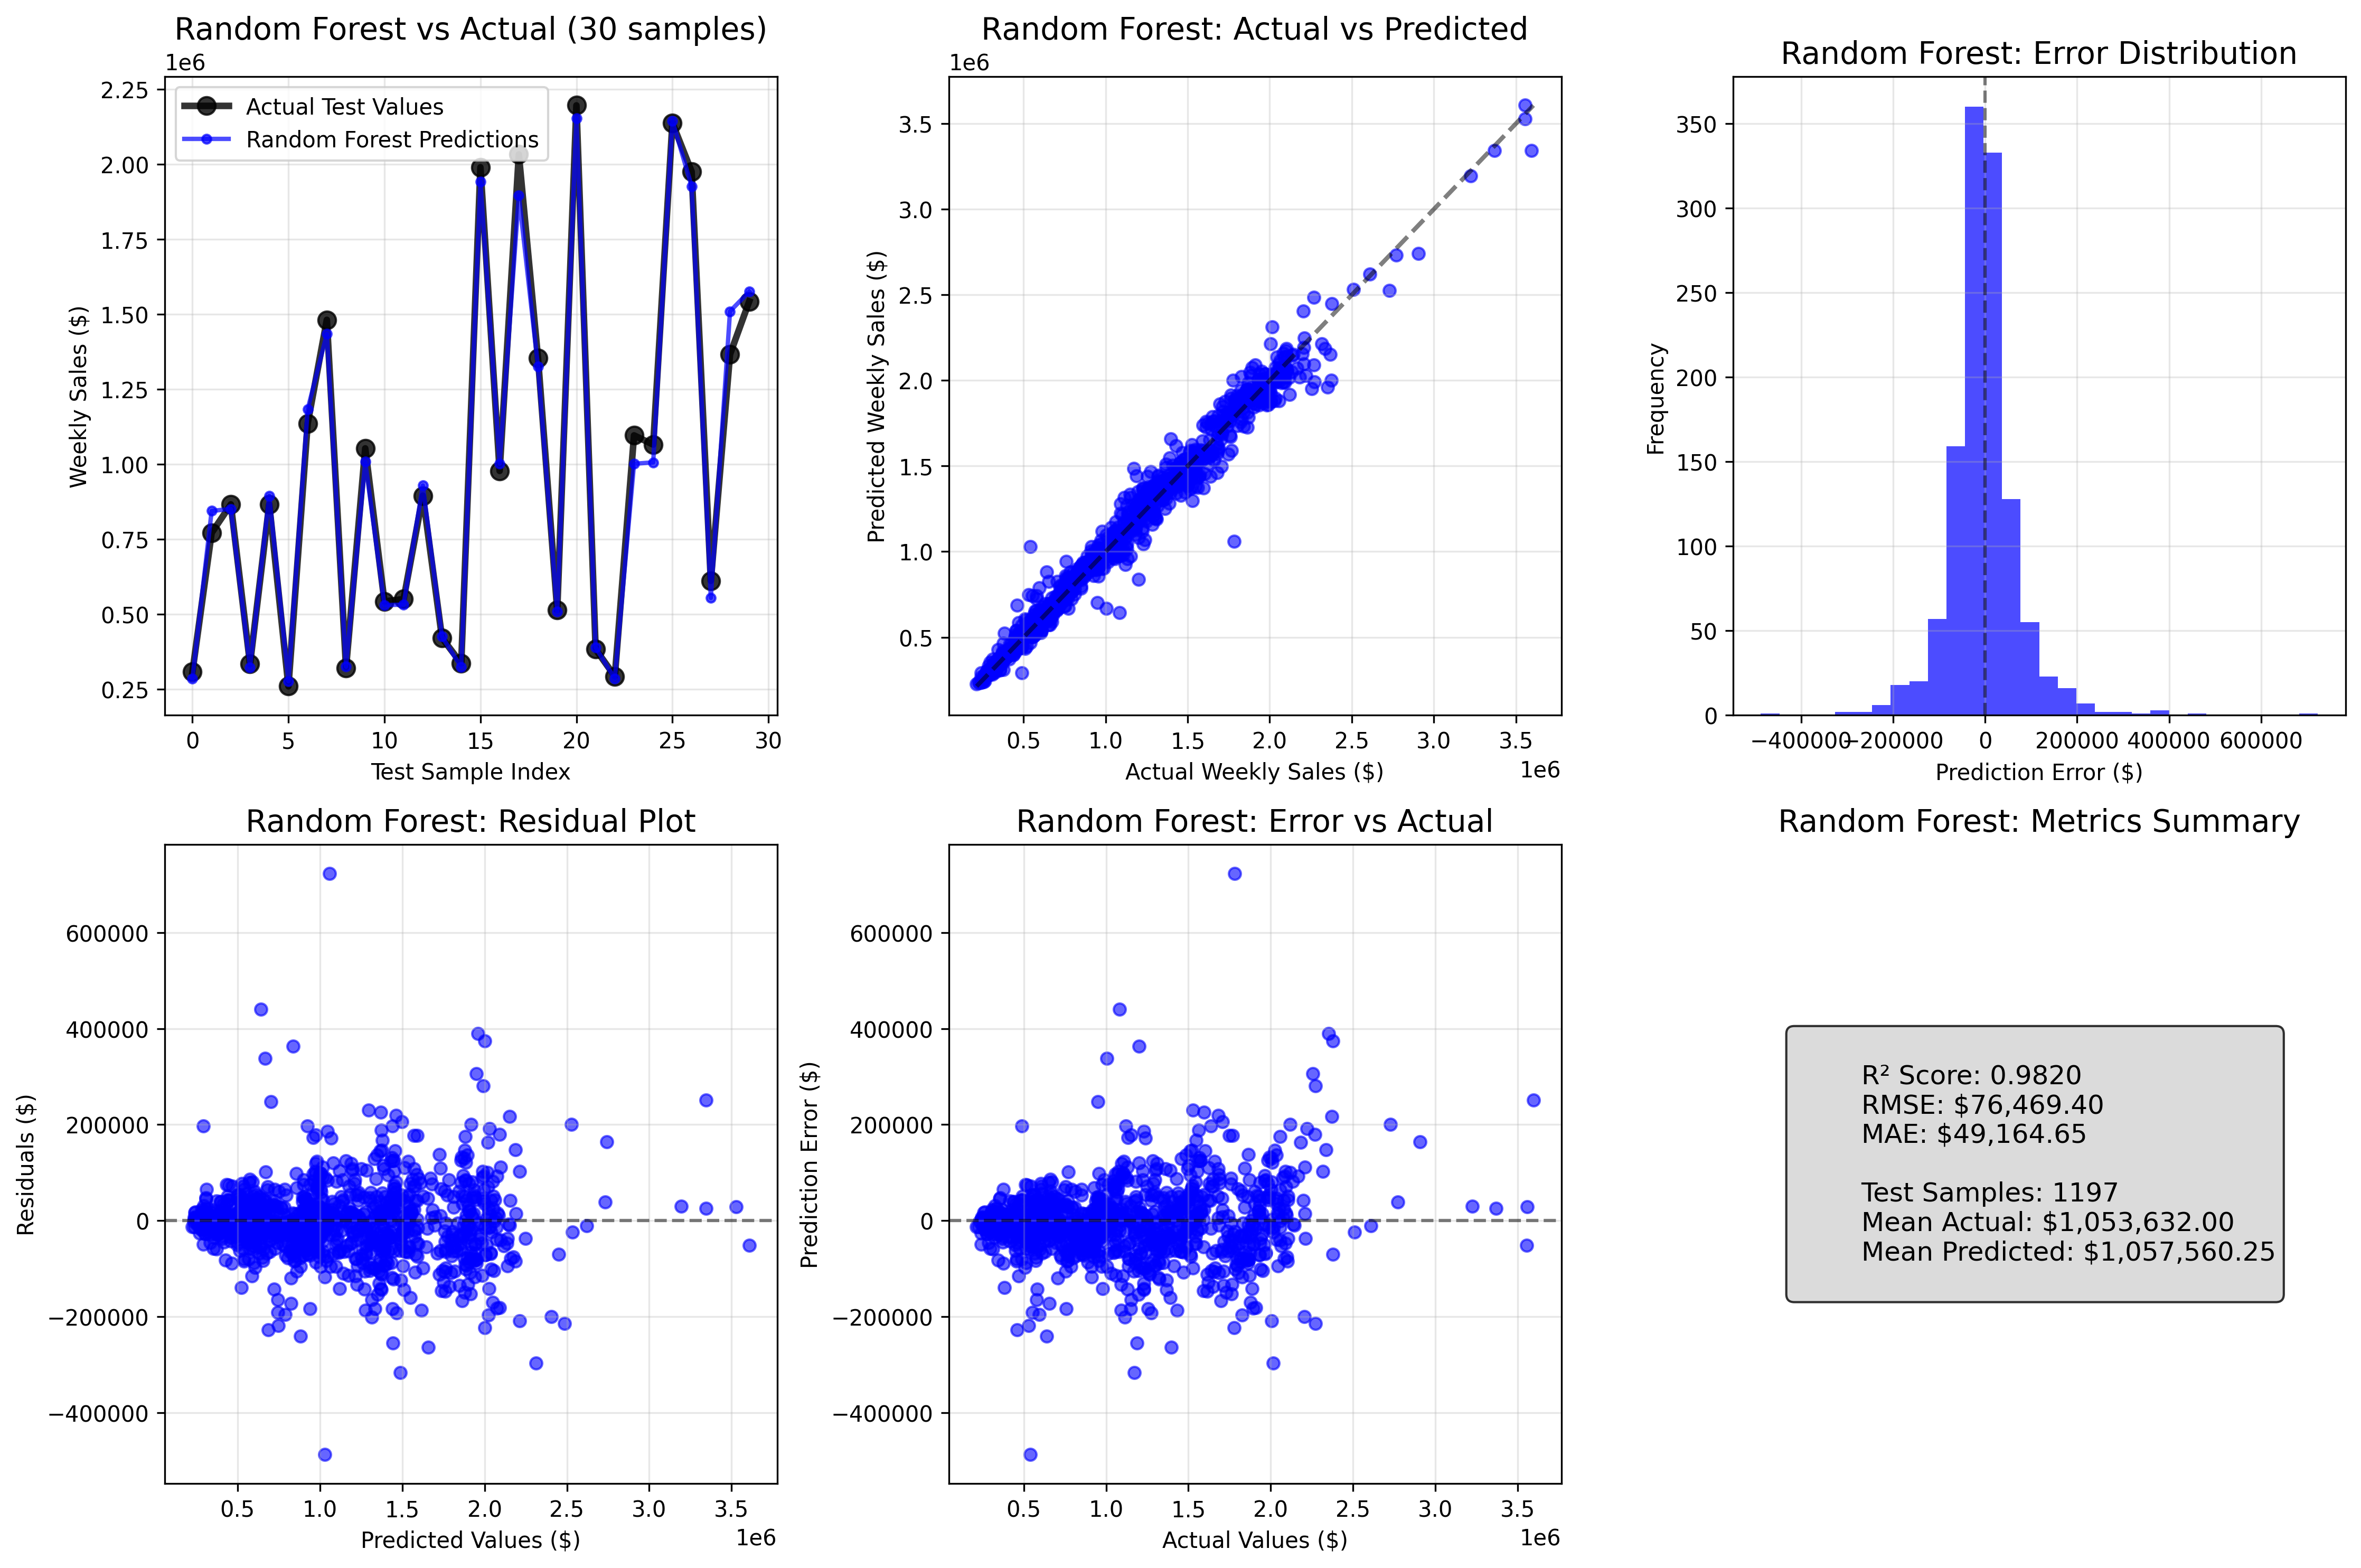 Random Forest vs Actual (30 samples)
1e6
2.25
2.00
1.75
1.50
1.25
1.00
0.75
0.50
0.25
Weekly Sales ($)
Actual Test Values
Random Forest Predictions
0 5 10 15 20 25 30
Test Sample Index
Random Forest: Actual vs Predicted
1e6
3.5
3.0
2.5
2.0
1.5
1.0
0.5
Predicted Weekly Sales ($)
0.5 1.0 1.5 2.0 2.5 3.0 3.5
Actual Weekly Sales ($)
1e6
Random Forest: Error Distribution
350
300
250
200
150
100
50
0
Frequency
−400000 −200000 0 200000 400000 600000
Prediction Error ($)
Random Forest: Residual Plot
600000
400000
200000
0
−200000
−400000
Residuals ($)
0.5 1.0 1.5 2.0 2.5 3.0 3.5
Predicted Values ($)
1e6
Random Forest: Error vs Actual
600000
400000
200000
0
−200000
−400000
Prediction Error ($)
0.5 1.0 1.5 2.0 2.5 3.0 3.5
Actual Values ($)
1e6
Random Forest: Metrics Summary
R² Score: 0.9820
RMSE: $76,469.40
MAE: $49,164.65
Test Samples: 1197
Mean Actual: $1,053,632.00
Mean Predicted: $1,057,560.25